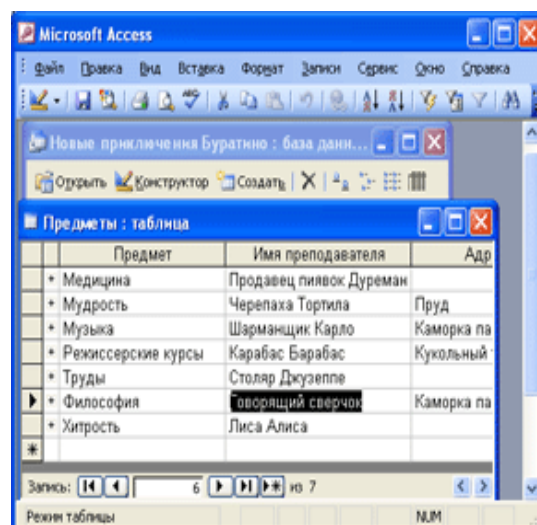 Microsoft Access
Файл Правка Вид Вставка Формат Записи Сервис Окно Справка
Новые приключения Буратино : база данн...
Открыть Конструктор Создать
Предметы : таблица
Предмет Имя преподавателя Адр
+ Медицина Продавец пиявок Дуреман
+ Мудрость Черепаха Тортила Пруд
+ Музыка Шарманщик Карло Каморка па
+ Режиссерские курсы Карабас Барабас Кукольный
+ Труды Столяр Джузеппе
+ Философия Говорящий сверчок Каморка па
+ Хитрость Лиса Алиса
Запись: 6 из 7
Режим таблицы NUM